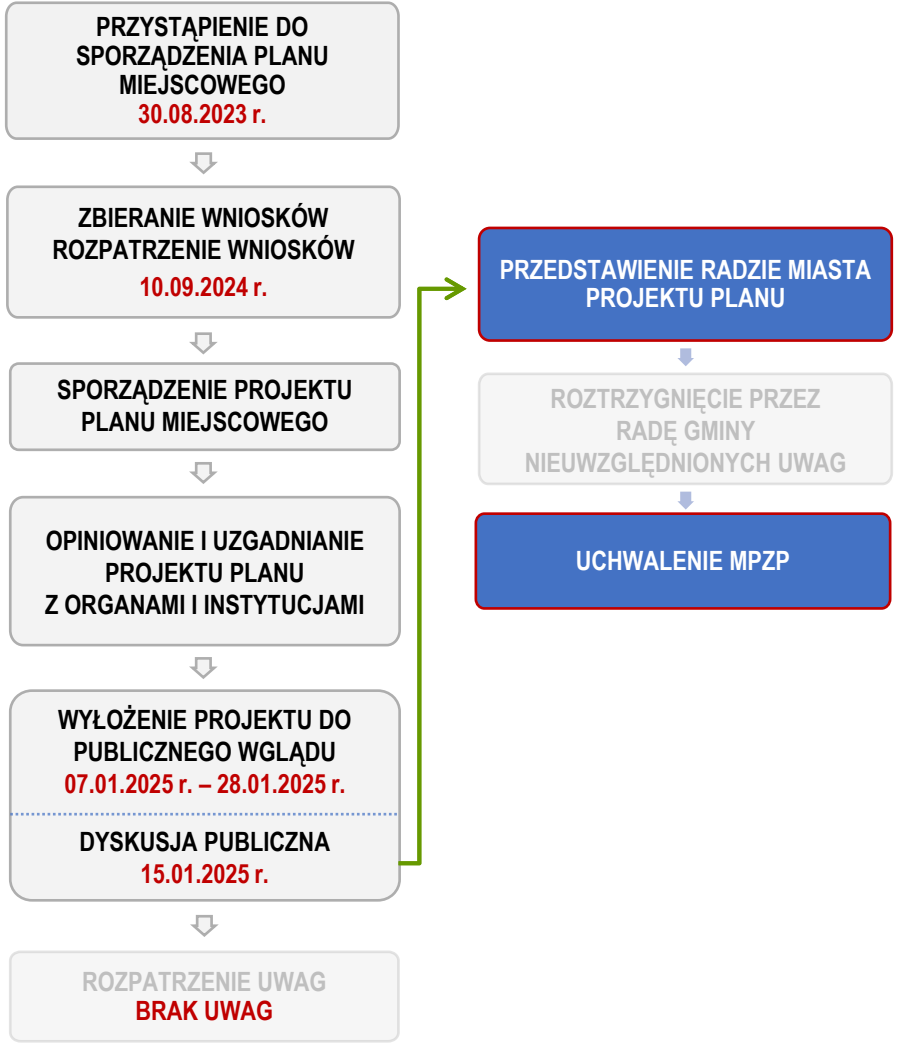 PRZYSTĄPIENIE DO
SPORZĄDZENIA PLANU
MIEJSCOWEGO
30.08.2023 r.
ZBIERANIE WNIOSKÓW
ROZPATRZENIE WNIOSKÓW
10.09.2024 r.
SPORZĄDZENIE PROJEKTU
PLANU MIEJSCOWEGO
OPINIOWANIE I UZGADNIANIE
PROJEKTU PLANU
Z ORGANAMI I INSTYTUCJAMI
WYŁOŻENIE PROJEKTU DO
PUBLICZNEGO WGLĄDU
07.01.2025 r. – 28.01.2025 r.
DYSKUSJA PUBLICZNA
15.01.2025 r.
ROZPATRZENIE UWAG
BRAK UWAG
PRZEDSTAWIENIE RADZIE MIASTA
PROJEKTU PLANU
ROZTRZYGNIĘCIE PRZEZ
RADĘ GMINY
NIEUWZGLĘDNIONYCH UWAG
UCHWALENIE MPZP